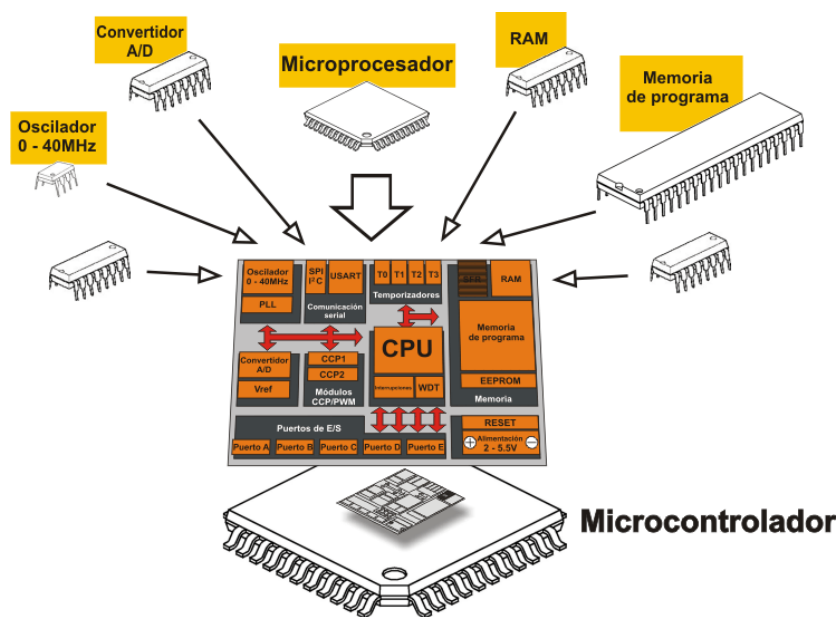 Convertidor
A/D
Microprocesador
RAM
Memoria
de programa
Oscilador
0 - 40MHz
Oscilador
0 - 40MHz
PLL
SPI
I²C
USART
Comunicación
serial
T0
T1
T2
T3
Temporizadores
SFR
RAM
Memoria
de programa
EEPROM
Memoria
Convertidor
A/D
Vref
CCP1
CCP2
Módulos
CCP/PWM
CPU
Interrupciones
WDT
Puertos de E/S
Puerto A
Puerto B
Puerto C
Puerto D
Puerto E
RESET
Alimentación
2 - 5.5V
Microcontrolador